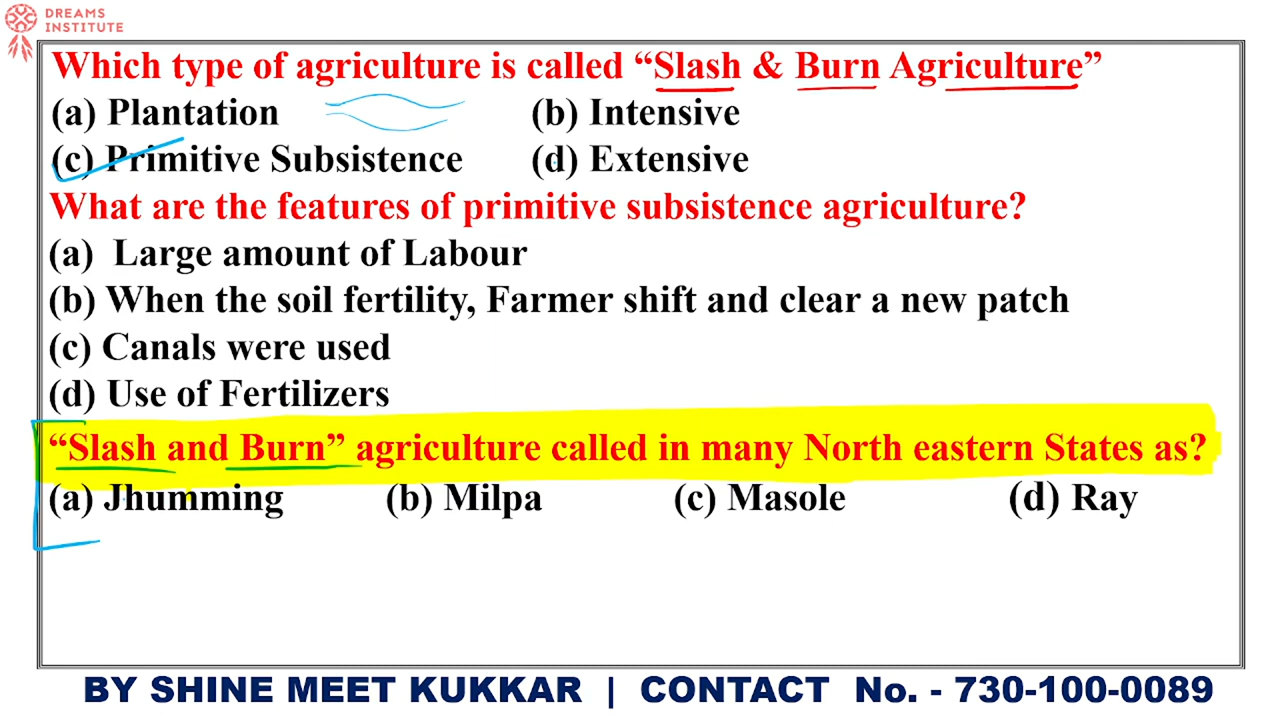 DREAMS
INSTITUTE
Which type of agriculture is called “Slash & Burn Agriculture”
(a) Plantation (b) Intensive
(c) Primitive Subsistence (d) Extensive
What are the features of primitive subsistence agriculture?
(a) Large amount of Labour
(b) When the soil fertility, Farmer shift and clear a new patch
(c) Canals were used
(d) Use of Fertilizers
“Slash and Burn” agriculture called in many North eastern States as?
(a) Jhumming (b) Milpa (c) Masole (d) Ray
BY SHINE MEET KUKKAR | CONTACT No. - 730-100-0089